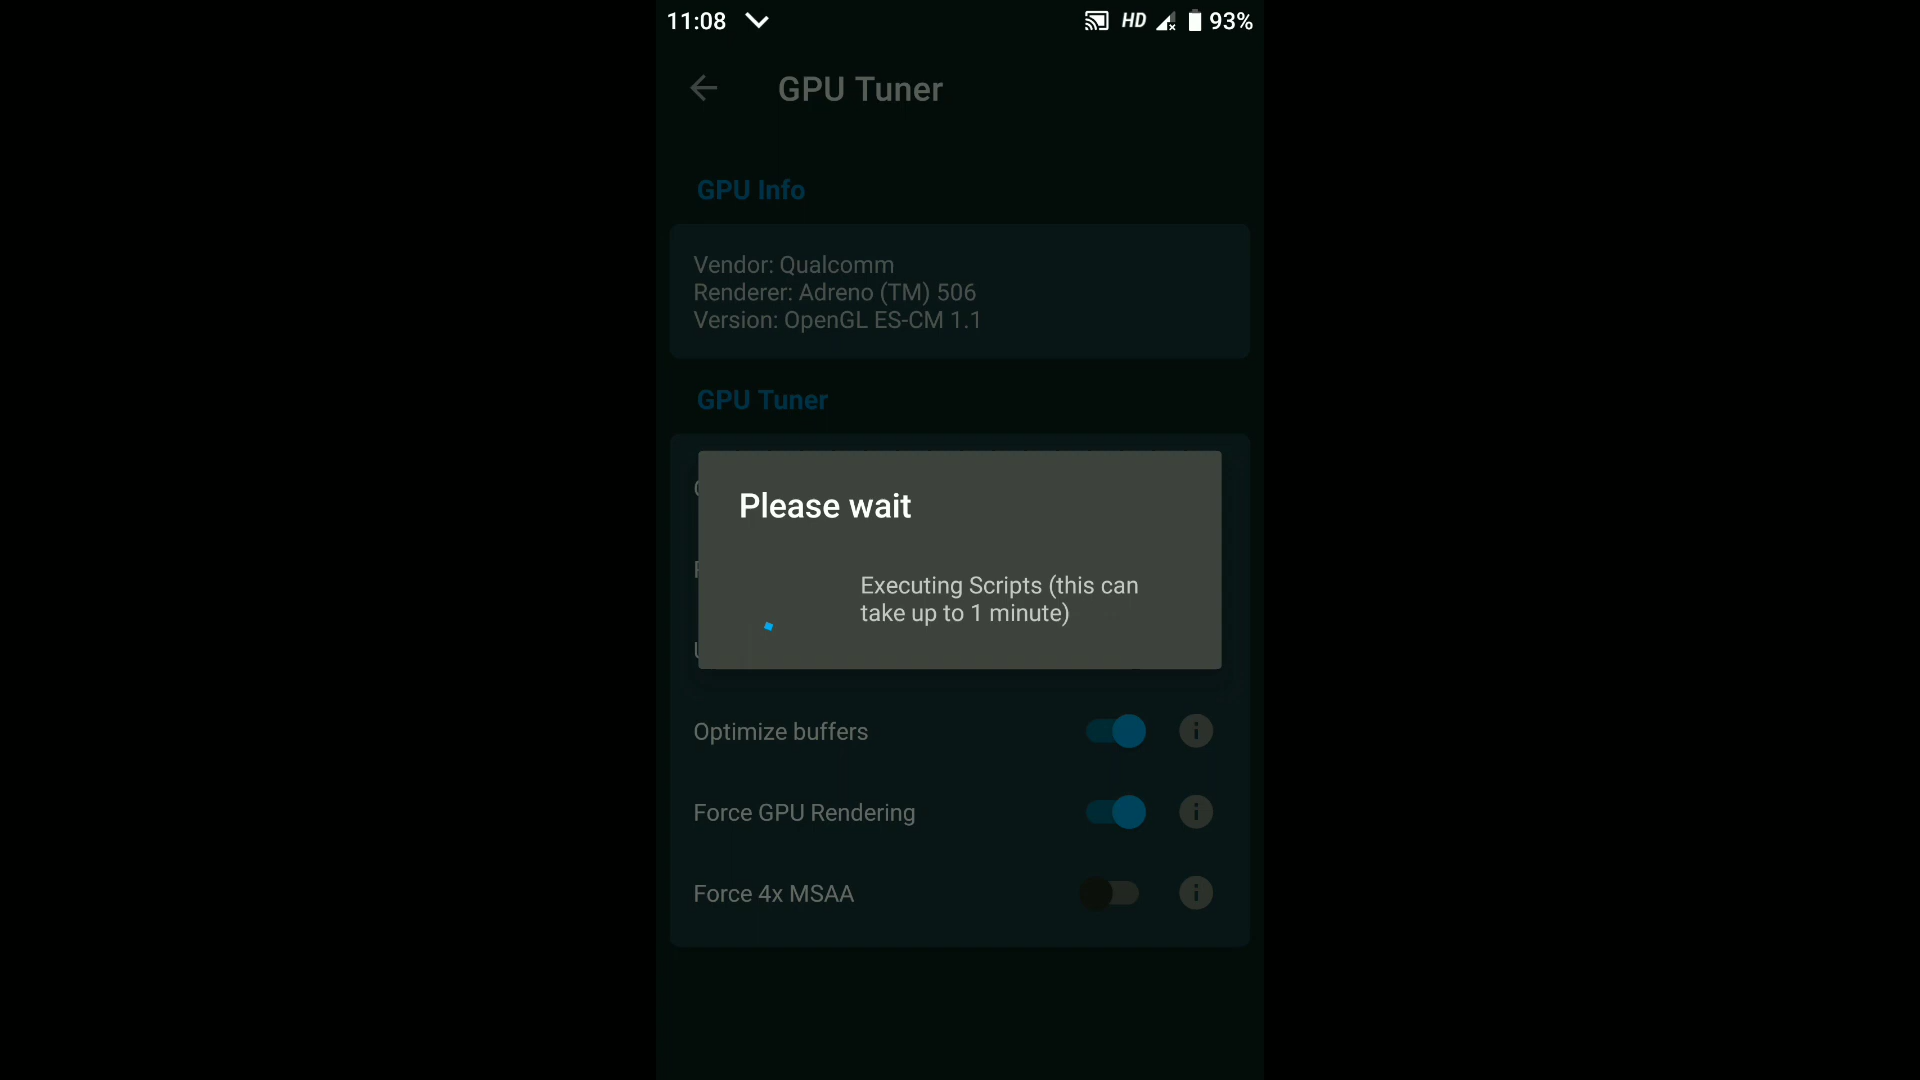 11:08 HD 93%
GPU Tuner
GPU Info
Vendor: Qualcomm
Renderer: Adreno (TM) 506
Version: OpenGL ES-CM 1.1
GPU Tuner
Please wait
Executing Scripts (this can
take up to 1 minute)
Optimize buffers
Force GPU Rendering
Force 4x MSAA